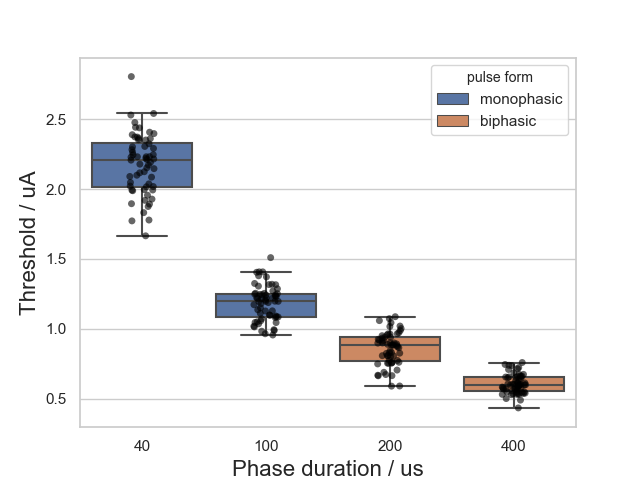 pulse form
monophasic
biphasic
2.5
2.0
1.5
1.0
0.5
Threshold / uA
40 100 200 400
Phase duration / us